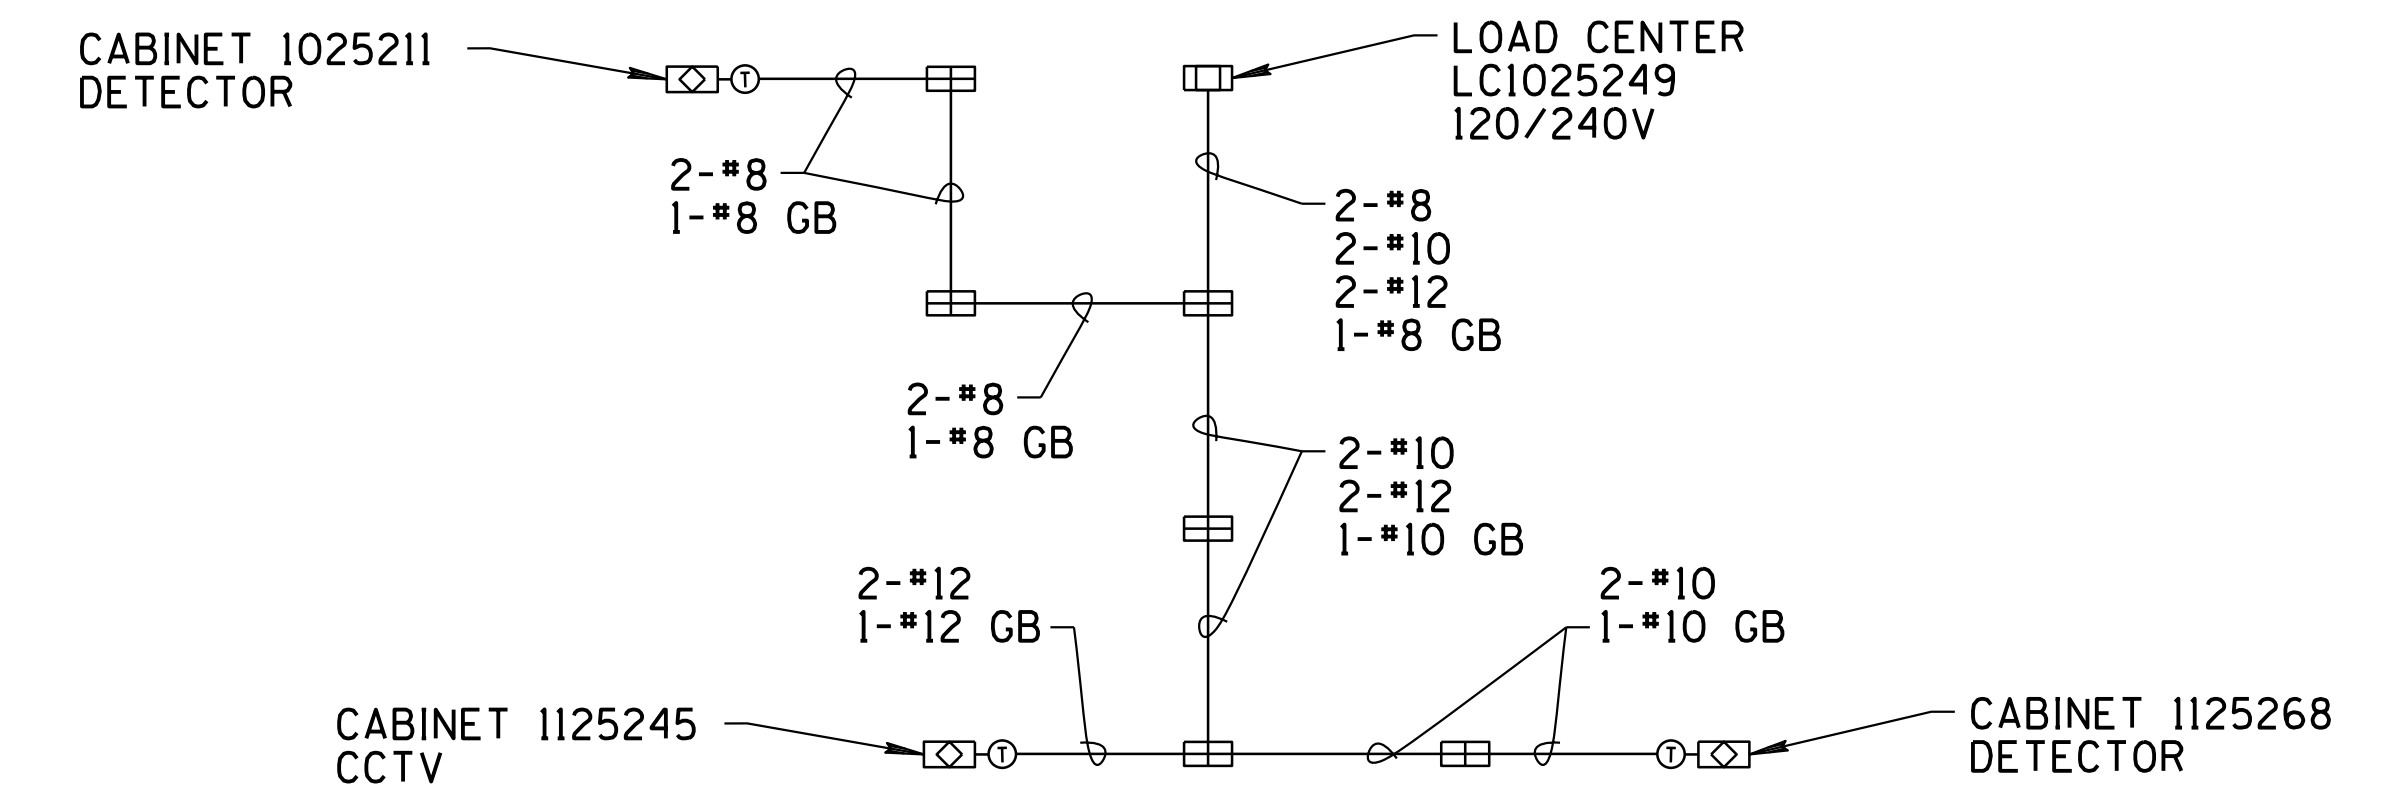 CABINET 1025211
DETECTOR
LOAD CENTER
LC1025249
120/240V
T
2-#8
1-#8 GB
2-#8
2-#10
2-#12
1-#8 GB
2-#8
1-#8 GB
2-#10
2-#12
1-#10 GB
2-#12
1-#12 GB
2-#10
1-#10 GB
CABINET 1125245
CCTV
T
T
CABINET 1125268
DETECTOR